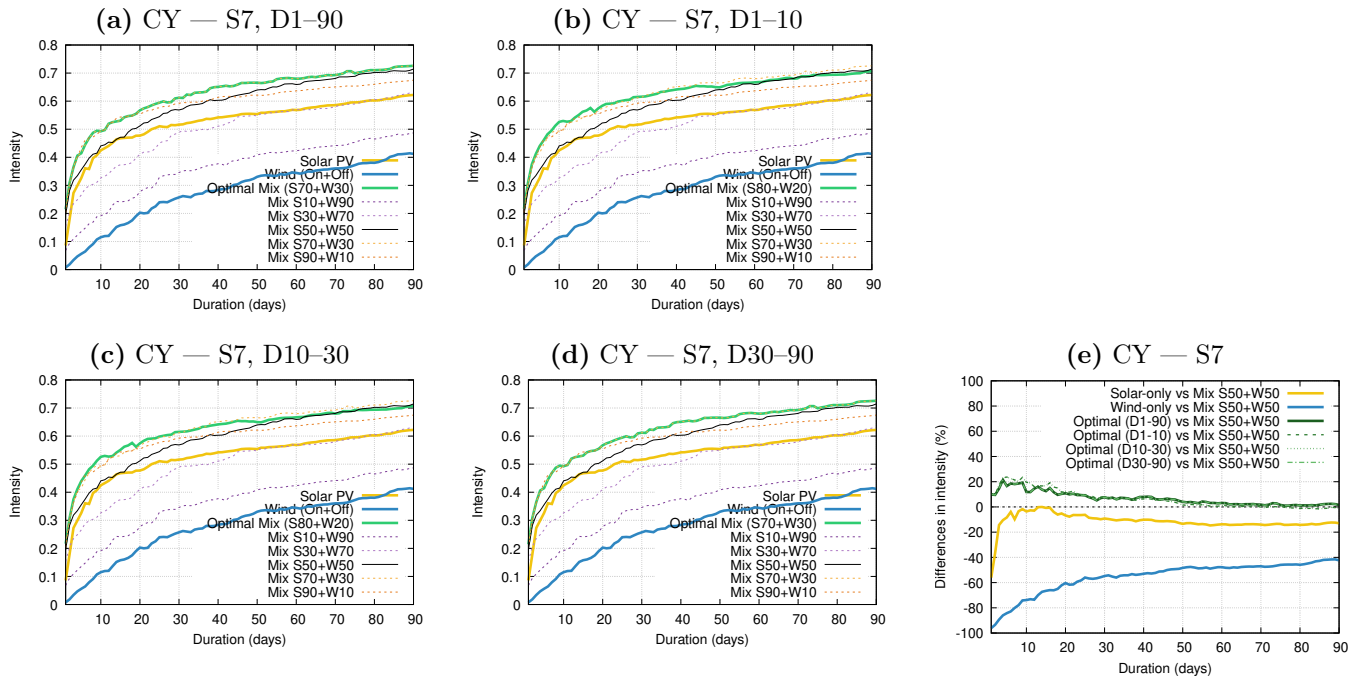 (a) CY — S7, D1–90
0.8
0.7
0.6
0.5
0.4
0.3
0.2
0.1
0
Intensity
10 20 30 40 50 60 70 80 90
Duration (days)
Solar PV
Wind (On+Off)
Optimal Mix (S70+W30)
Mix S10+W90
Mix S30+W70
Mix S50+W50
Mix S70+W30
Mix S90+W10
(b) CY — S7, D1–10
0.8
0.7
0.6
0.5
0.4
0.3
0.2
0.1
0
Intensity
10 20 30 40 50 60 70 80 90
Duration (days)
Solar PV
Wind (On+Off)
Optimal Mix (S80+W20)
Mix S10+W90
Mix S30+W70
Mix S50+W50
Mix S70+W30
Mix S90+W10
(c) CY — S7, D10–30
0.8
0.7
0.6
0.5
0.4
0.3
0.2
0.1
0
Intensity
10 20 30 40 50 60 70 80 90
Duration (days)
Solar PV
Wind (On+Off)
Optimal Mix (S80+W20)
Mix S10+W90
Mix S30+W70
Mix S50+W50
Mix S70+W30
Mix S90+W10
(d) CY — S7, D30–90
0.8
0.7
0.6
0.5
0.4
0.3
0.2
0.1
0
Intensity
10 20 30 40 50 60 70 80 90
Duration (days)
Solar PV
Wind (On+Off)
Optimal Mix (S70+W30)
Mix S10+W90
Mix S30+W70
Mix S50+W50
Mix S70+W30
Mix S90+W10
(e) CY — S7
100
80
60
40
20
0
-20
-40
-60
-80
-100
Differences in intensity (%)
10 20 30 40 50 60 70 80 90
Duration (days)
Solar-only vs Mix S50+W50
Wind-only vs Mix S50+W50
Optimal (D1-90) vs Mix S50+W50
Optimal (D1-10) vs Mix S50+W50
Optimal (D10-30) vs Mix S50+W50
Optimal (D30-90) vs Mix S50+W50